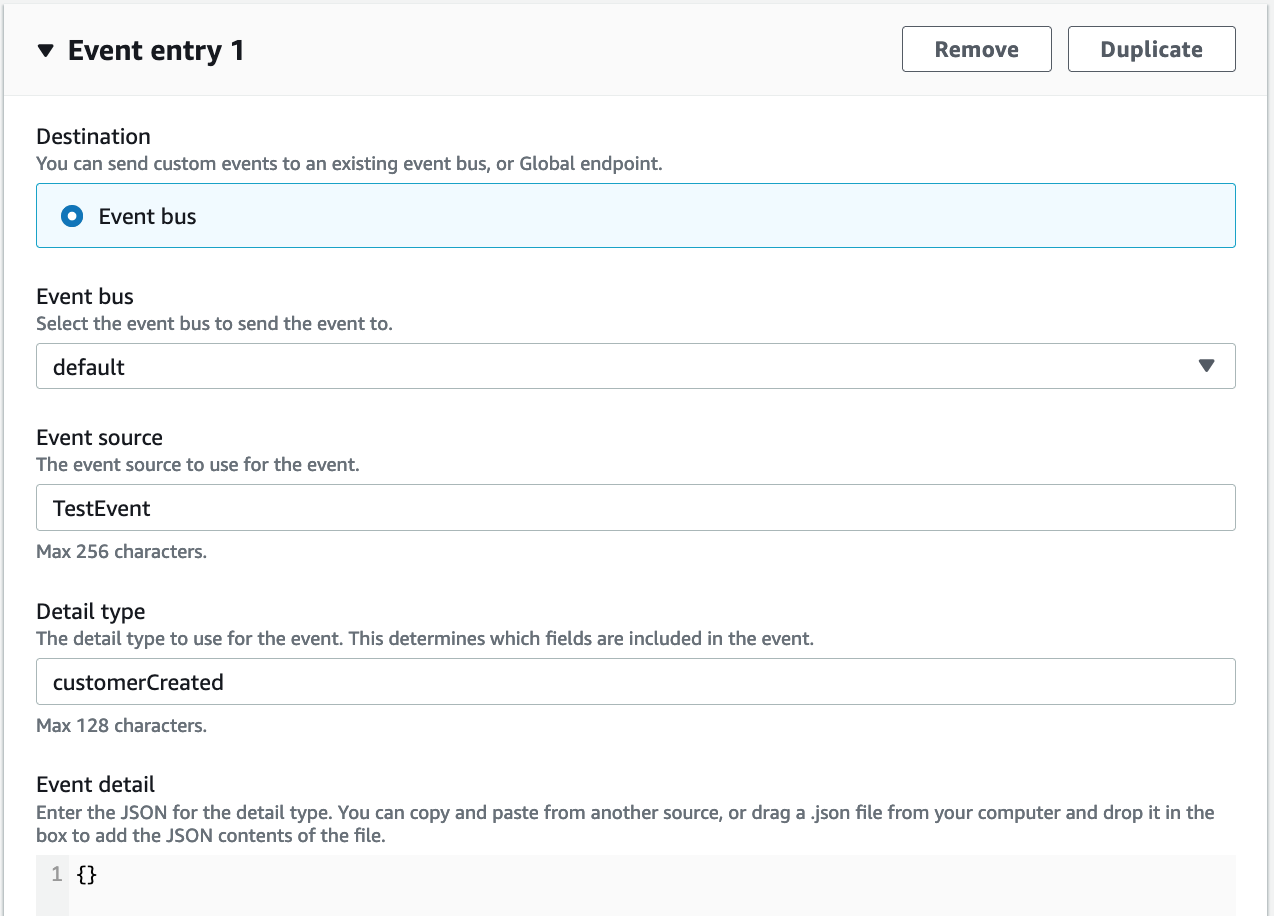 Event entry 1
Remove
Duplicate
Destination
You can send custom events to an existing event bus, or Global endpoint.
Event bus
Event bus
Select the event bus to send the event to.
default
Event source
The event source to use for the event.
TestEvent
Max 256 characters.
Detail type
The detail type to use for the event. This determines which fields are included in the event.
customerCreated
Max 128 characters.
Event detail
Enter the JSON for the detail type. You can copy and paste from another source, or drag a .json file from your computer and drop it in the
box to add the JSON contents of the file.
1 {}